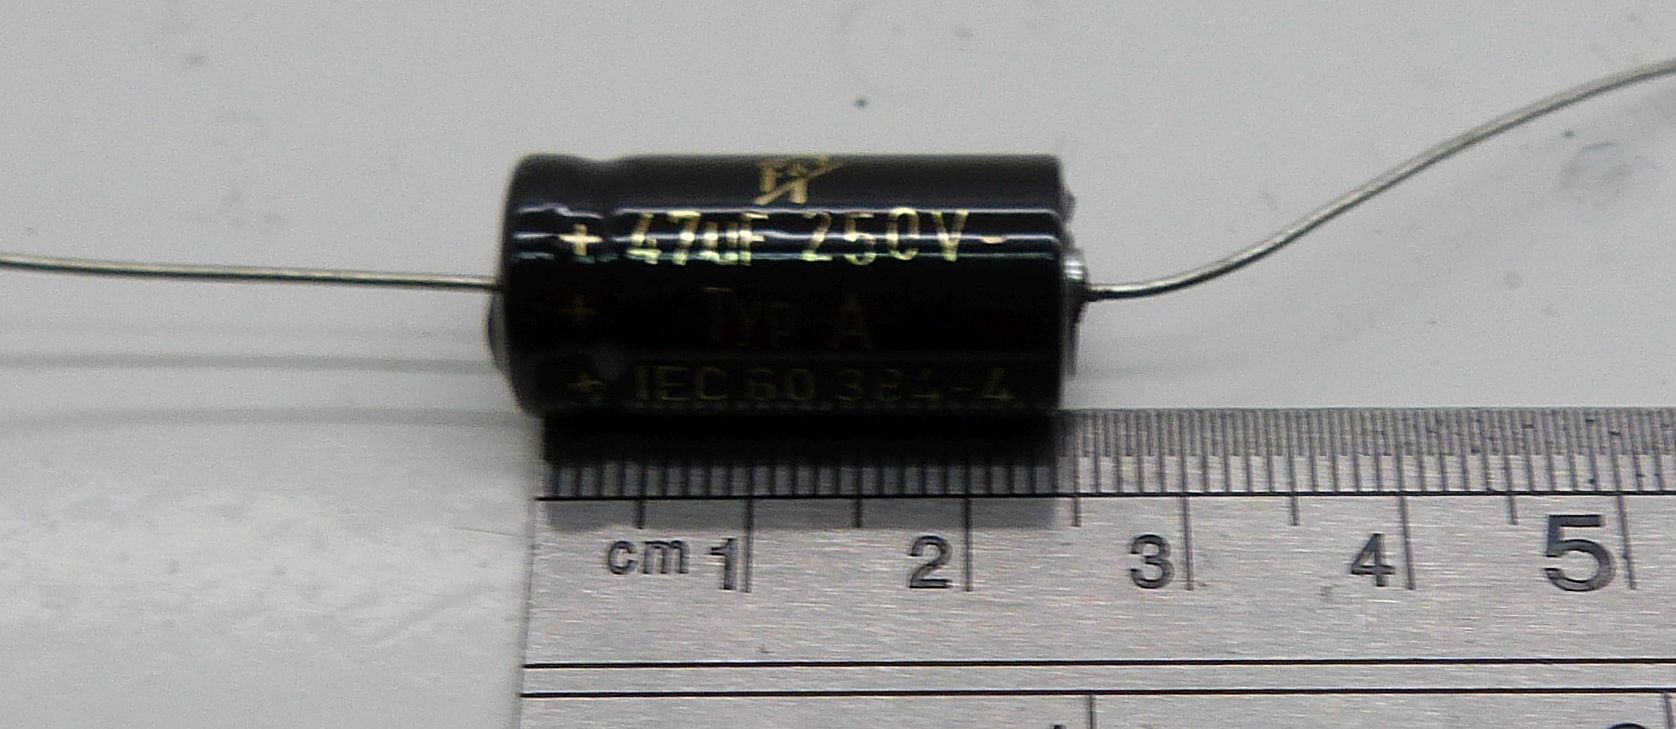 F&T
+ 47uF 250V-
+ Typ A
+ IEC 60 384-4
cm 1 2 3 4 5